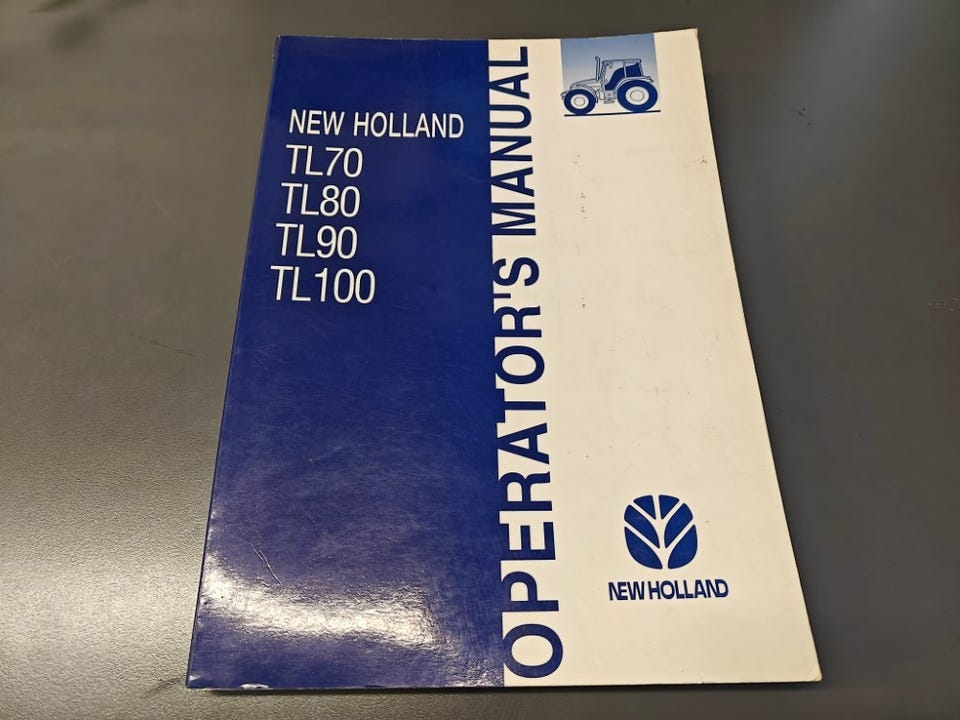 NEW HOLLAND
TL70
TL80
TL90
TL100
OPERATOR'S MANUAL
NEW HOLLAND